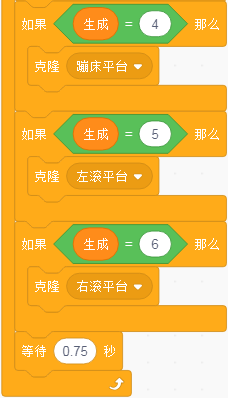 如果 生成 = 4 那么
克隆 蹦床平台
如果 生成 = 5 那么
克隆 左滚平台
如果 生成 = 6 那么
克隆 右滚平台
等待 0.75 秒